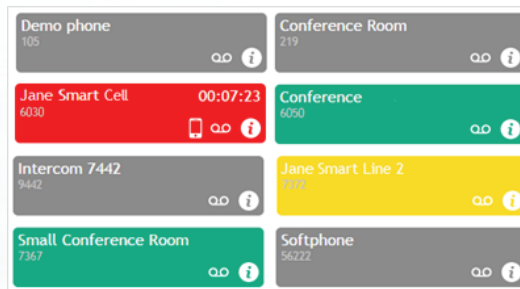 Demo phone
105
Conference Room
219
Jane Smart Cell 00:07:23
6030
Conference
6050
Intercom 7442
9442
Jane Smart Line 2
7372
Small Conference Room
7367
Softphone
56222